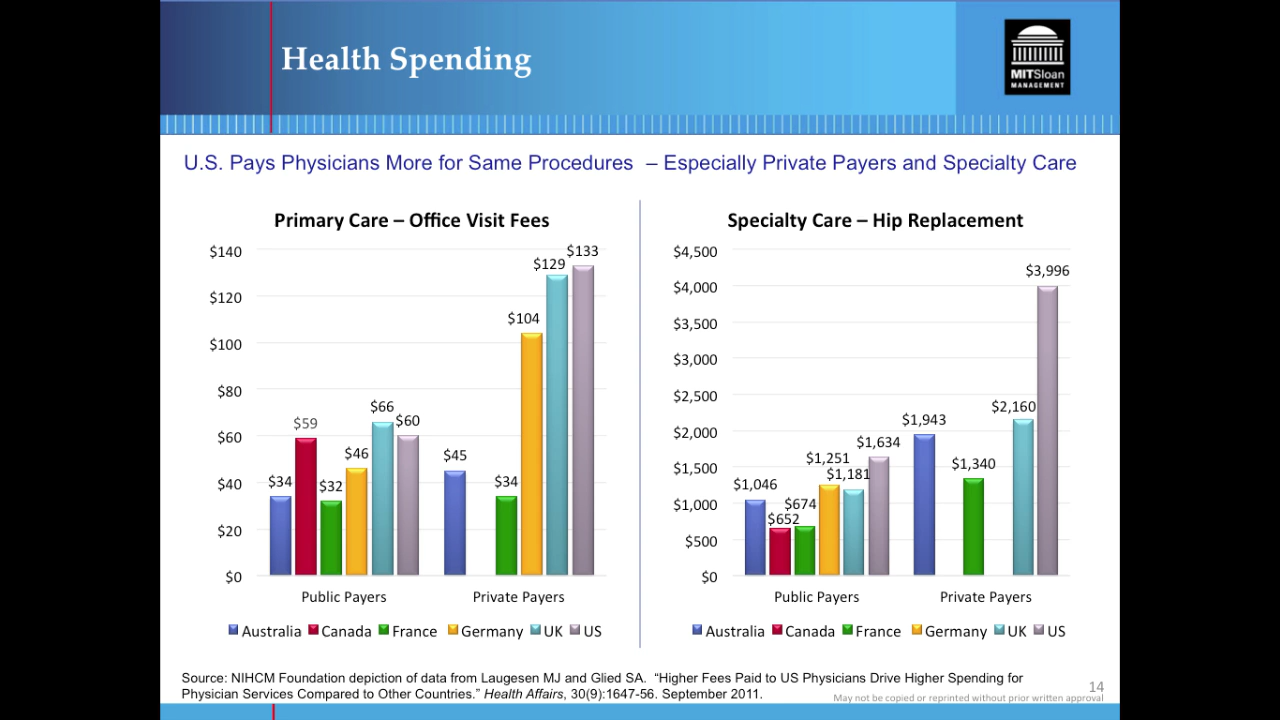 Health Spending
MITSloan
MANAGEMENT
U.S. Pays Physicians More for Same Procedures – Especially Private Payers and Specialty Care
Primary Care – Office Visit Fees
$140
$120
$100
$80
$60
$40
$20
$0
$34
$59
$32
$46
$66
$60
$45
$34
$104
$129
$133
Public Payers
Private Payers
Australia Canada France Germany UK US
Specialty Care – Hip Replacement
$4,500
$4,000
$3,500
$3,000
$2,500
$2,000
$1,500
$1,000
$500
$0
$1,046
$652
$674
$1,251
$1,181
$1,634
$1,943
$1,340
$2,160
$3,996
Public Payers
Private Payers
Australia Canada France Germany UK US
Source: NIHCM Foundation depiction of data from Laugesen MJ and Glied SA. “Higher Fees Paid to US Physicians Drive Higher Spending for
Physician Services Compared to Other Countries.” Health Affairs, 30(9):1647-56. September 2011.
14
May not be copied or reprinted without prior written approval